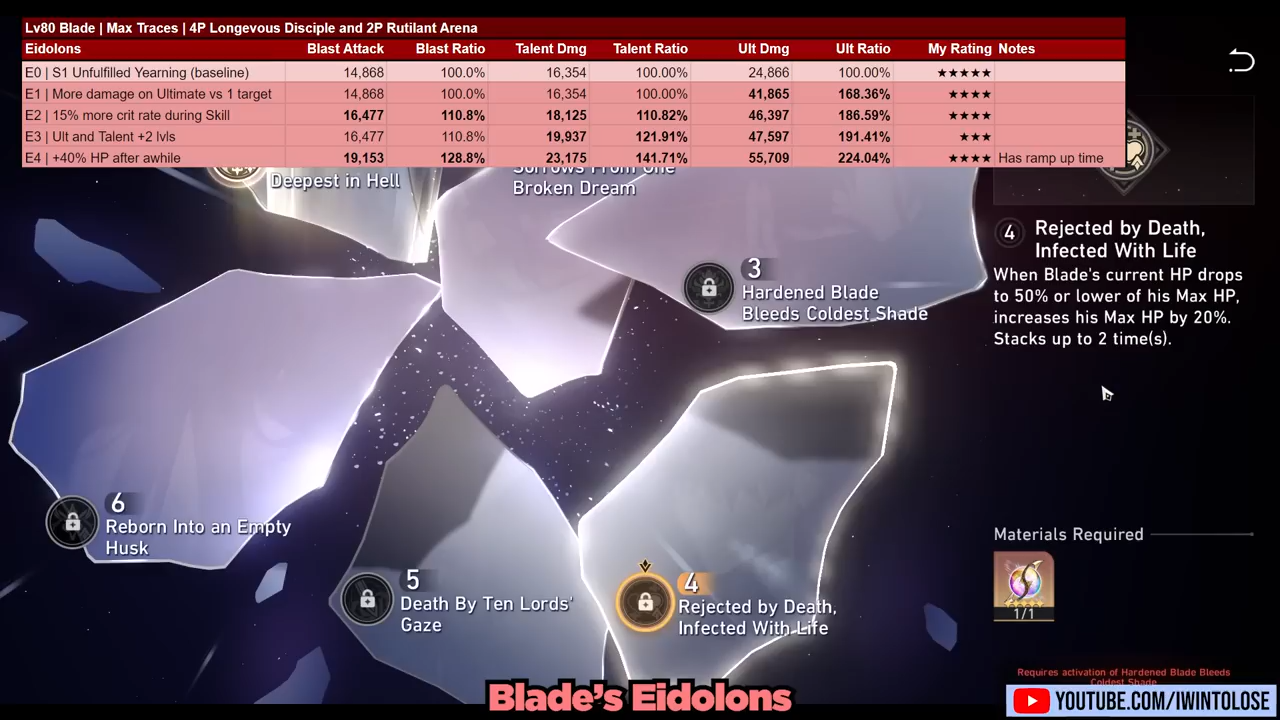 Lv80 Blade | Max Traces | 4P Longevous Disciple and 2P Rutilant Arena
Eidolons Blast Attack Blast Ratio Talent Dmg Talent Ratio Ult Dmg Ult Ratio My Rating Notes
E0 | S1 Unfulfilled Yearning (baseline) 14,868 100.0% 16,354 100.00% 24,866 100.00% ★★★★★
E1 | More damage on Ultimate vs 1 target 14,868 100.0% 16,354 100.00% 41,865 168.36% ★★★★
E2 | 15% more crit rate during Skill 16,477 110.8% 18,125 110.82% 46,397 186.59% ★★★★
E3 | Ult and Talent +2 lvls 16,477 110.8% 19,937 121.91% 47,597 191.41% ★★★
E4 | +40% HP after awhile 19,153 128.8% 23,175 141.71% 55,709 224.04% ★★★★ Has ramp up time
Deepest in Hell
Sorrows From One
Broken Dream
3
Hardened Blade
Bleeds Coldest Shade
4 Rejected by Death,
Infected With Life
When Blade's current HP drops
to 50% or lower of his Max HP,
increases his Max HP by 20%.
Stacks up to 2 time(s).
6
Reborn Into an Empty
Husk
5
Death By Ten Lords'
Gaze
4
Rejected by Death,
Infected With Life
Materials Required
1/1
Requires activation of Hardened Blade Bleeds
Coldest Shade
Blade's Eidolons
YOUTUBE.COM/IWINTOLOSE